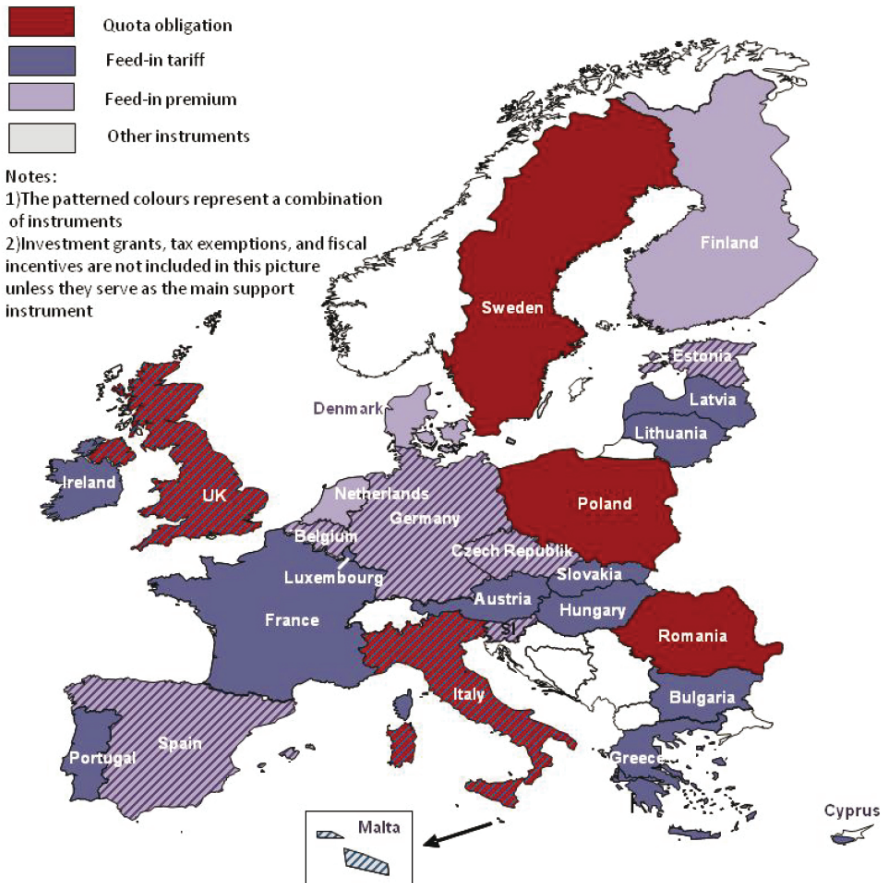 Quota obligation
Feed-in tariff
Feed-in premium
Other instruments
Notes:
1)The patterned colours represent a combination
of instruments
2)Investment grants, tax exemptions, and fiscal
incentives are not included in this picture
unless they serve as the main support
instrument
Finland
Sweden
Estonia
Latvia
Denmark
Lithuania
Ireland
UK
Netherlands
Poland
Germany
Belgium
Czech Republik
Luxembourg
Slovakia
Austria
Hungary
France
SI
Romania
Italy
Bulgaria
Spain
Portugal
Greece
Malta
Cyprus